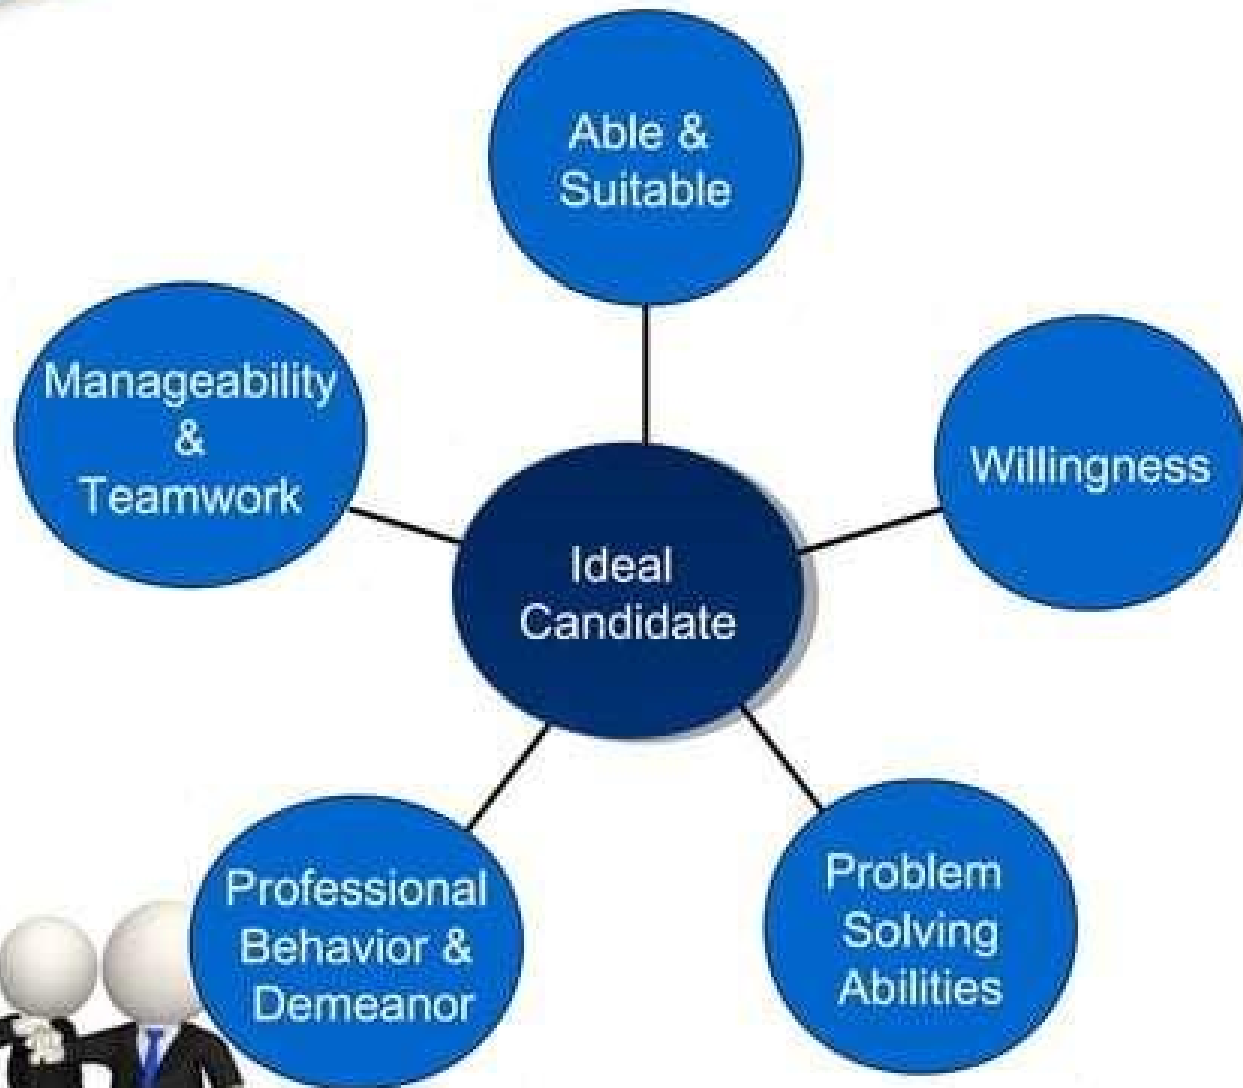 Able &
Suitable
Manageability
&
Teamwork
Willingness
Ideal
Candidate
Professional
Behavior &
Demeanor
Problem
Solving
Abilities